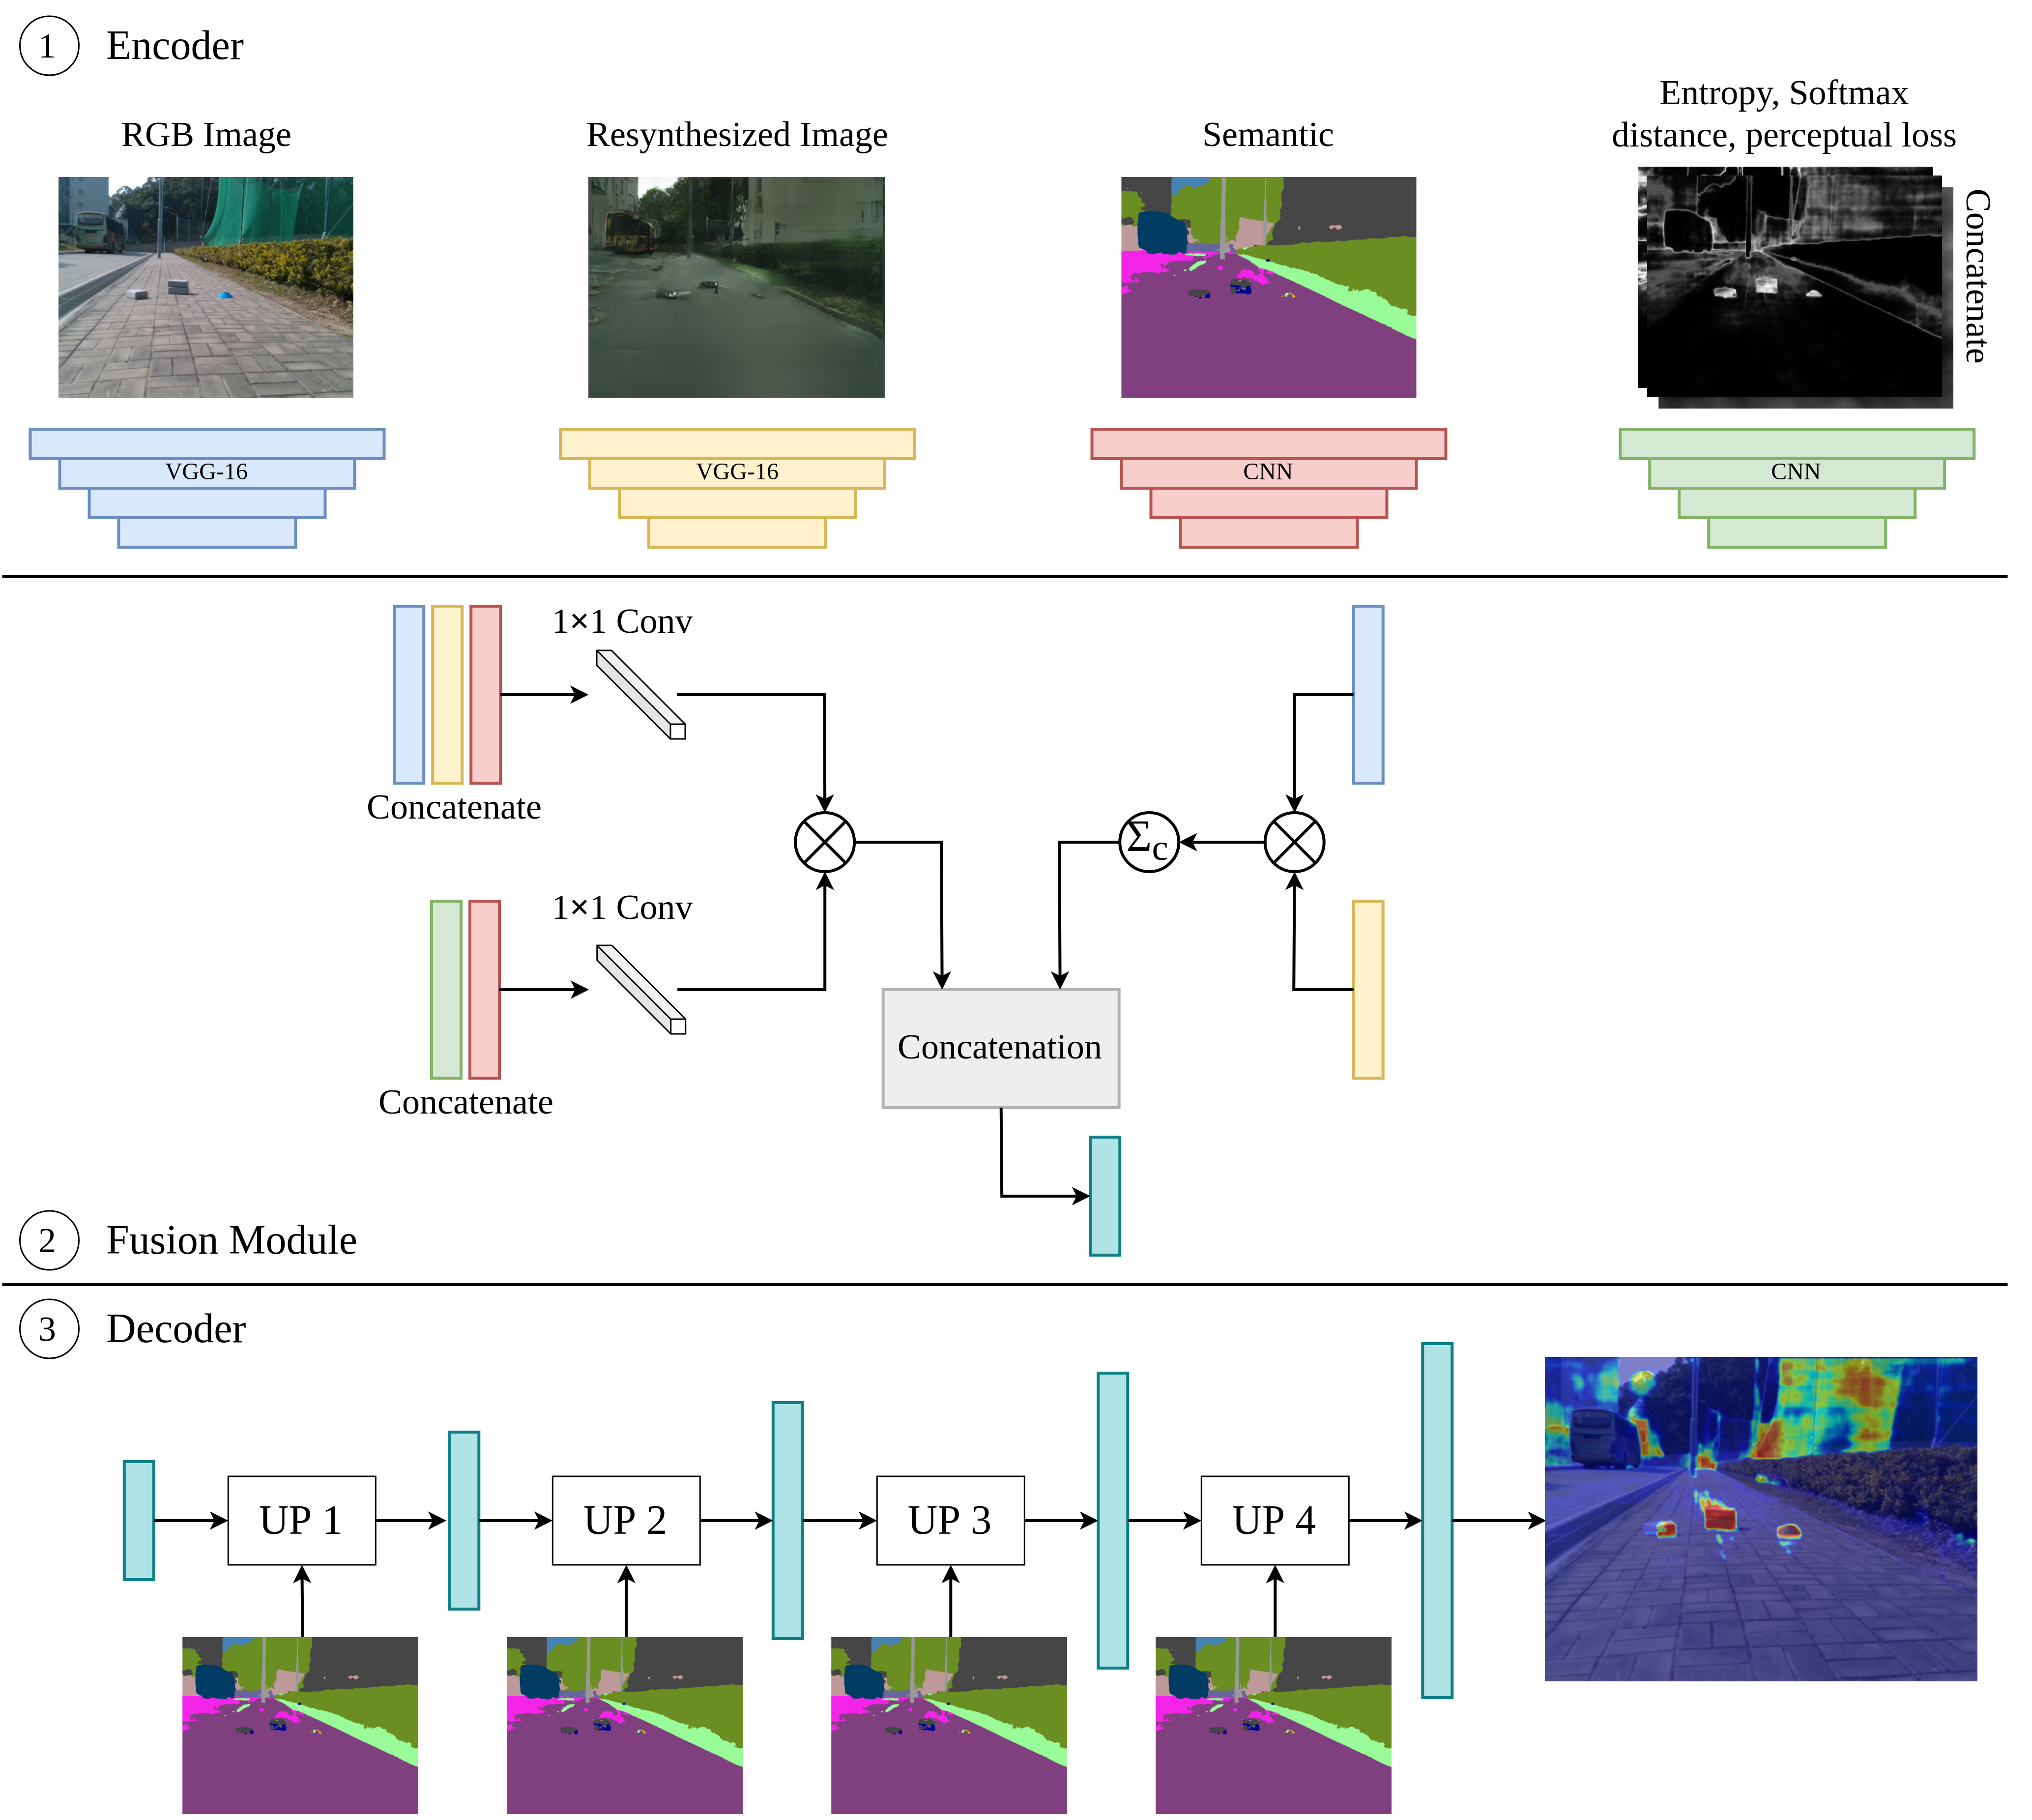 1 Encoder
RGB Image
Resynthesized Image
Semantic
Entropy, Softmax
distance, perceptual loss
Concatenate
VGG-16
VGG-16
CNN
CNN
1×1 Conv
Concatenate
Σc
1×1 Conv
Concatenation
Concatenate
2 Fusion Module
3 Decoder
UP 1
UP 2
UP 3
UP 4